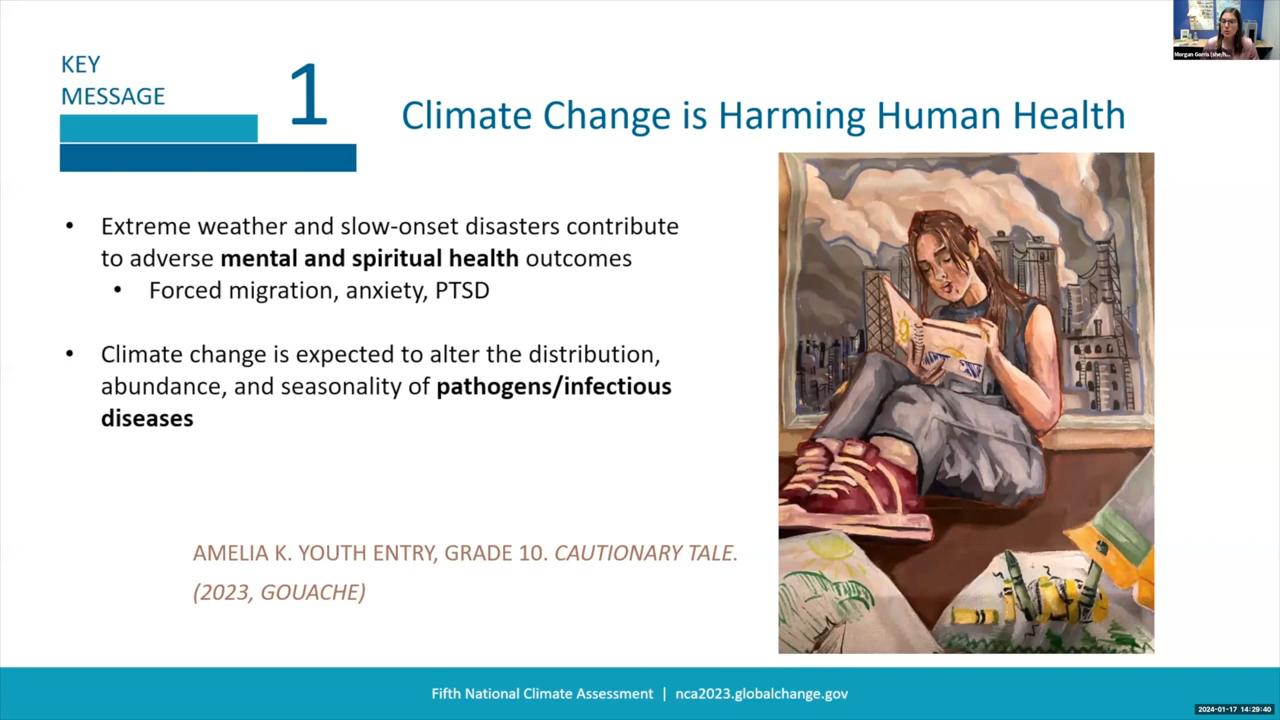 KEY
MESSAGE
1
Climate Change is Harming Human Health
• Extreme weather and slow-onset disasters contribute
to adverse mental and spiritual health outcomes
• Forced migration, anxiety, PTSD
• Climate change is expected to alter the distribution,
abundance, and seasonality of pathogens/infectious
diseases
AMELIA K. YOUTH ENTRY, GRADE 10. CAUTIONARY TALE.
(2023, GOUACHE)
Fifth National Climate Assessment | nca2023.globalchange.gov
Morgan Gorris (she/h...
2024-01-17 14:29:40